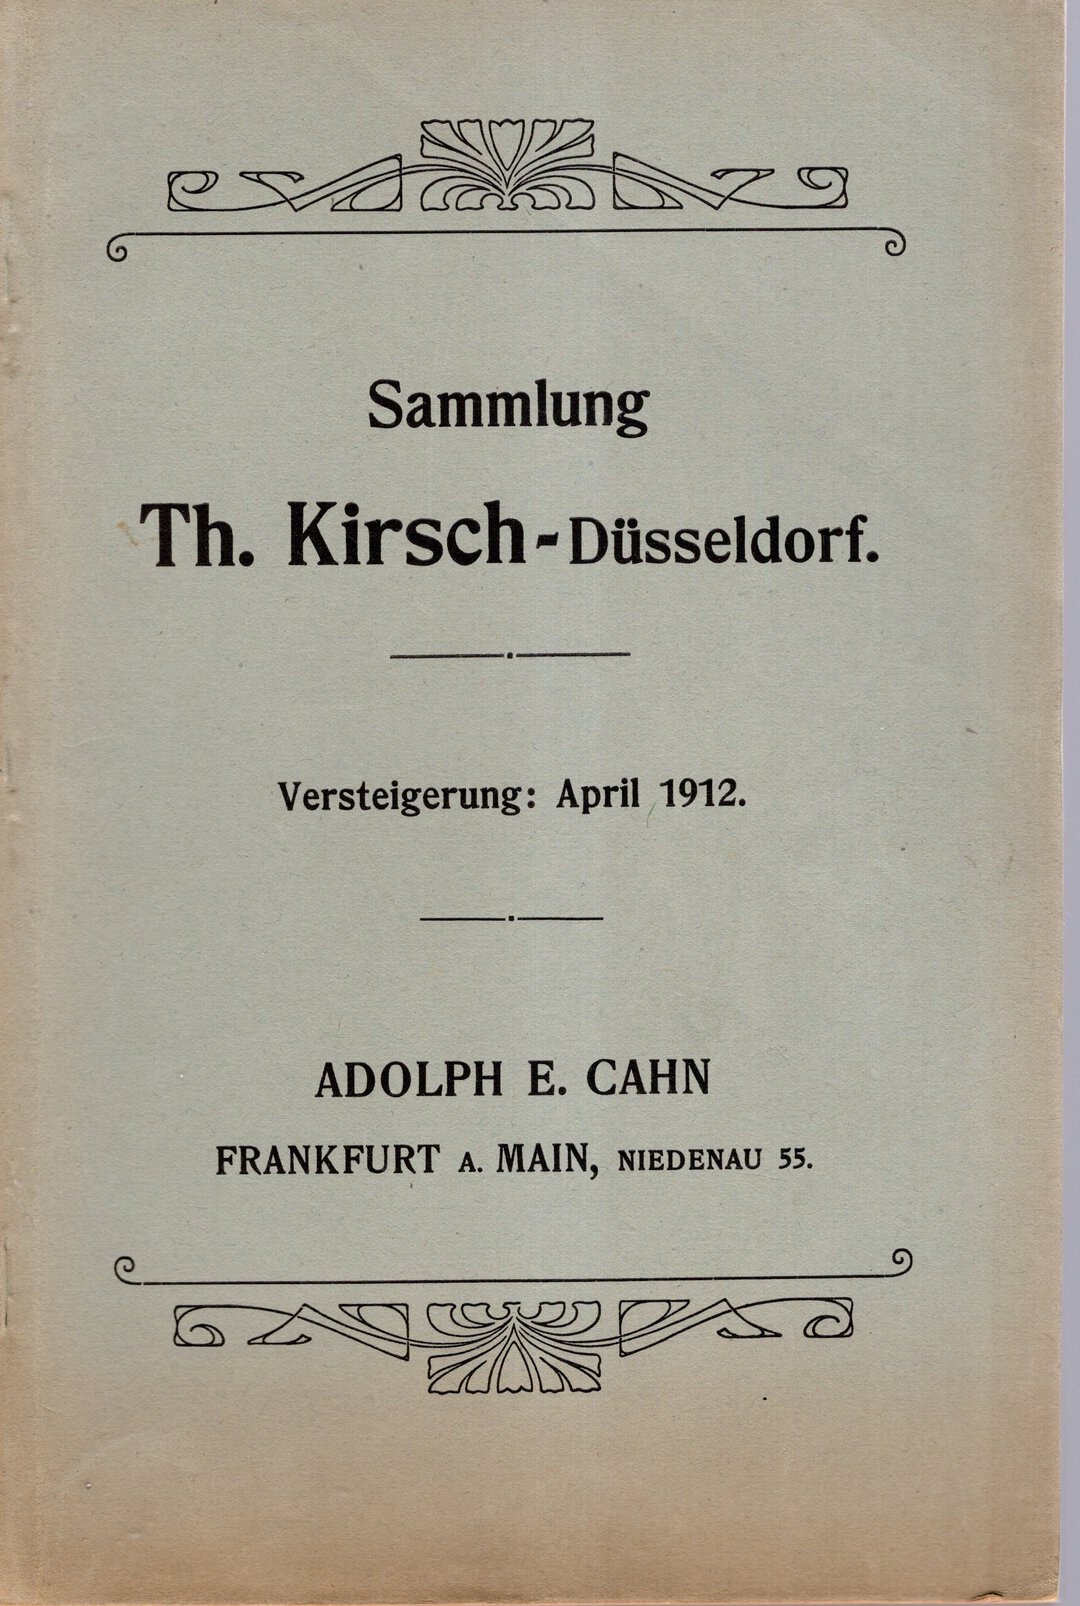 Sammlung
Th. Kirsch-Düsseldorf.
Versteigerung: April 1912.
ADOLPH E. CAHN
FRANKFURT A. MAIN, NIEDENAU 55.